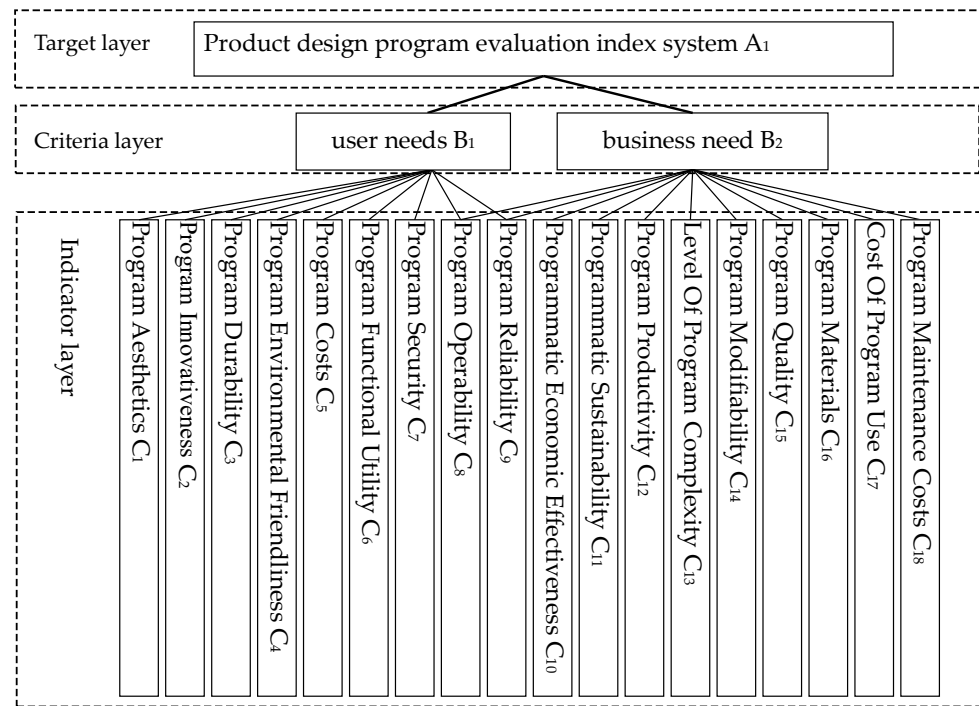 Target layer
Product design program evaluation index system A1
Criteria layer
user needs B1
business need B2
Indicator layer
Program Aesthetics C1
Program Innovativeness C2
Program Durability C3
Program Environmental Friendliness C4
Program Costs C5
Program Functional Utility C6
Program Security C7
Program Operability C8
Program Reliability C9
Programmatic Economic Effectiveness C10
Programmatic Sustainability C11
Program Productivity C12
Level Of Program Complexity C13
Program Modifiability C14
Program Quality C15
Program Materials C16
Cost Of Program Use C17
Program Maintenance Costs C18